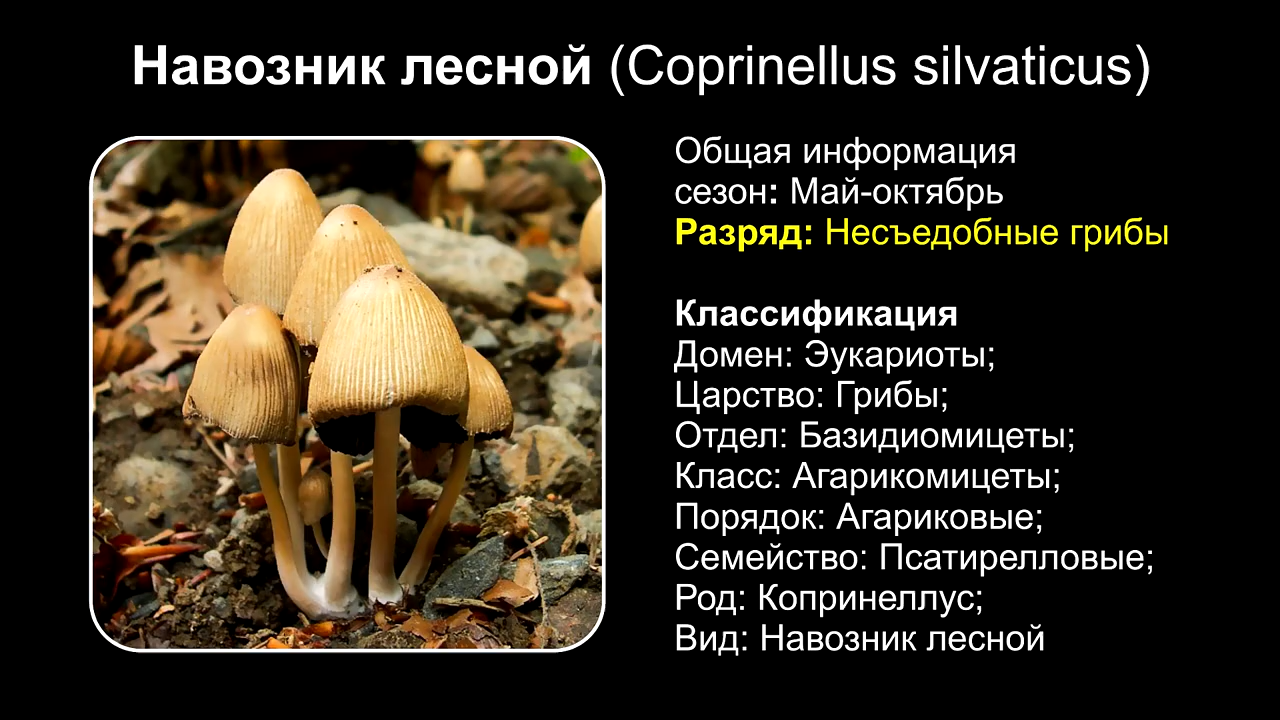 Навозник лесной (Coprinellus silvaticus)
Общая информация
сезон: Май-октябрь
Разряд: Несъедобные грибы
Классификация
Домен: Эукариоты;
Царство: Грибы;
Отдел: Базидиомицеты;
Класс: Агарикомицеты;
Порядок: Агариковые;
Семейство: Псатирелловые;
Род: Копринеллус;
Вид: Навозник лесной